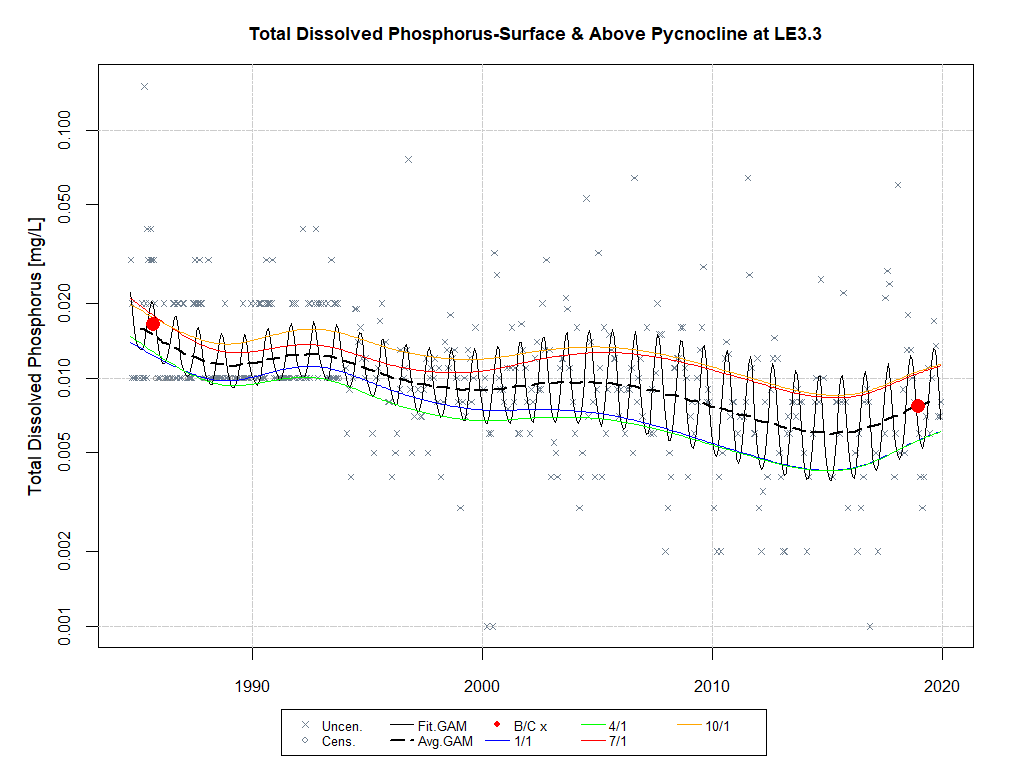 Total Dissolved Phosphorus-Surface & Above Pycnocline at LE3.3
Total Dissolved Phosphorus [mg/L]
0.100
0.050
0.020
0.010
0.005
0.002
0.001
1990 2000 2010 2020
Uncen. Fit.GAM B/C x 4/1 10/1
Cens. Avg.GAM 1/1 7/1